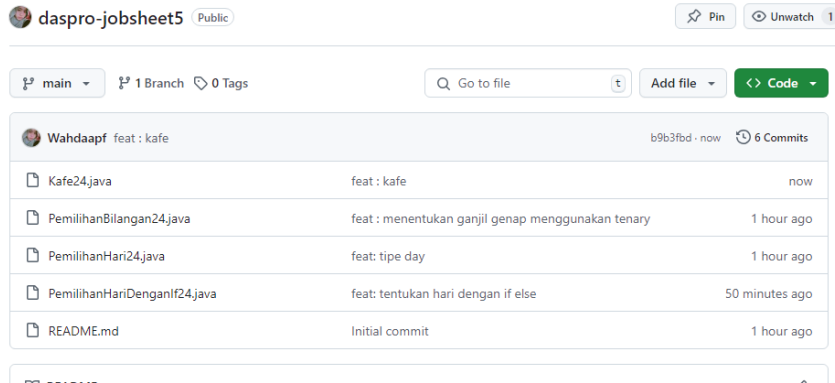 daspro-jobsheet5 Public Pin Unwatch 1
main 1 Branch 0 Tags Go to file t Add file <> Code
Wahdaapf feat : kafe b9b3fbd · now 6 Commits
Kafe24.java feat : kafe now
PemilihanBilangan24.java feat : menentukan ganjil genap menggunakan tenary 1 hour ago
PemilihanHari24.java feat: tipe day 1 hour ago
PemilihanHariDenganIf24.java feat: tentukan hari dengan if else 50 minutes ago
README.md Initial commit 1 hour ago